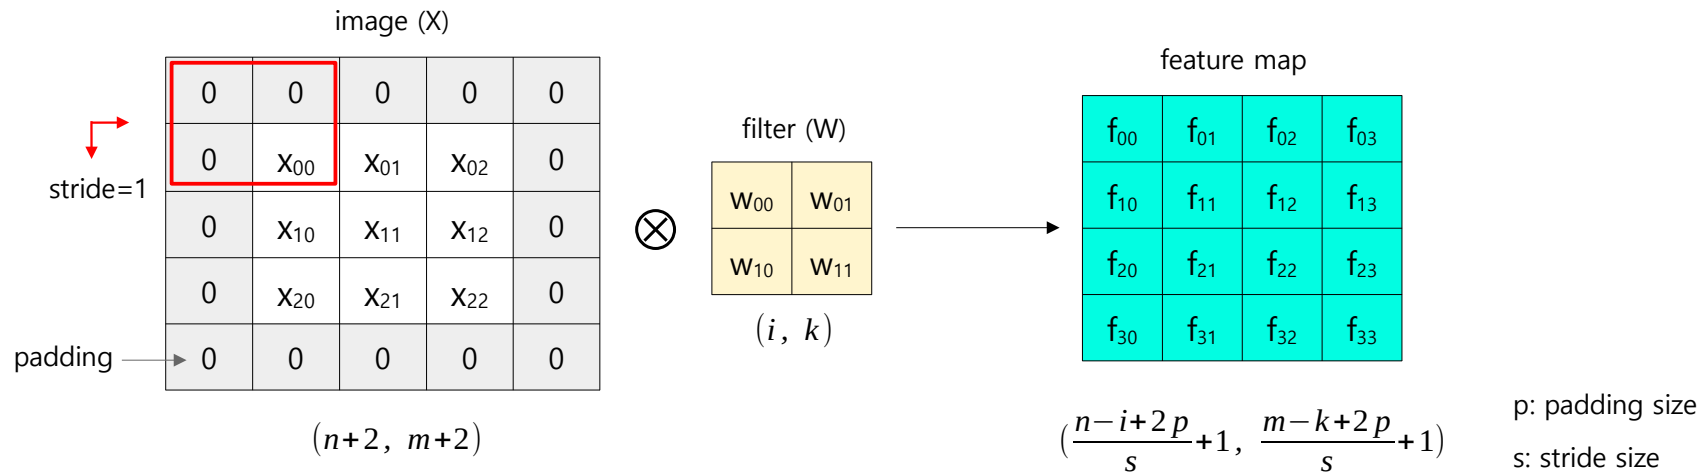 image (X)
0 0 0 0 0
0 x₀₀ x₀₁ x₀₂ 0
0 x₁₀ x₁₁ x₁₂ 0
0 x₂₀ x₂₁ x₂₂ 0
0 0 0 0 0
stride=1
padding
(n+2, m+2)
⊗
filter (W)
w₀₀ w₀₁
w₁₀ w₁₁
(i, k)
feature map
f₀₀ f₀₁ f₀₂ f₀₃
f₁₀ f₁₁ f₁₂ f₁₃
f₂₀ f₂₁ f₂₂ f₂₃
f₃₀ f₃₁ f₃₂ f₃₃
((n−i+2p)/s+1, (m−k+2p)/s+1)
p: padding size
s: stride size